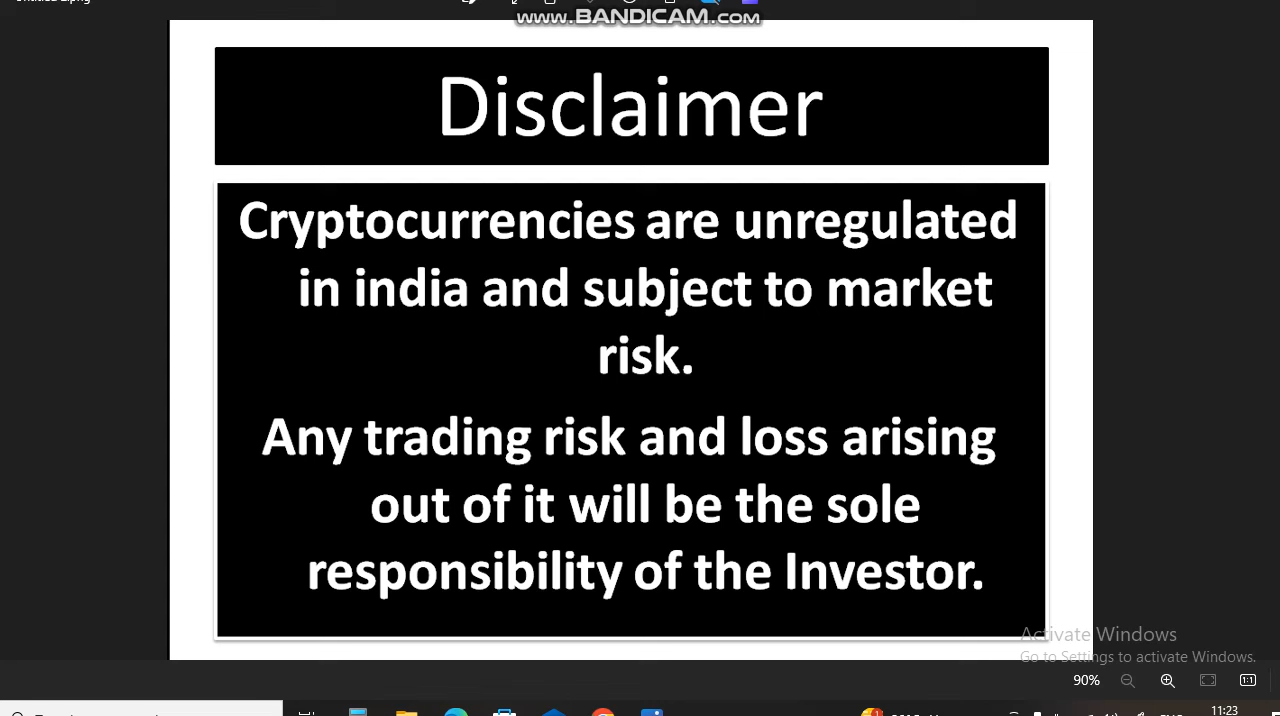 www.BANDICAM.com
Disclaimer
Cryptocurrencies are unregulated
in india and subject to market
risk.
Any trading risk and loss arising
out of it will be the sole
responsibility of the Investor.
Activate Windows
Go to Settings to activate Windows.
90%
1:1
11:23